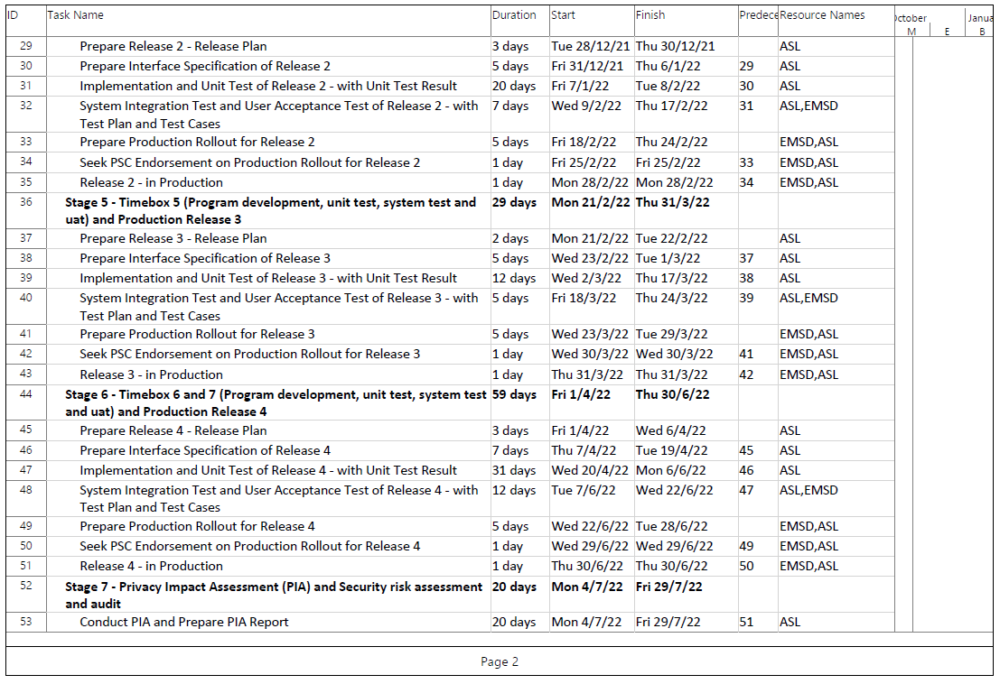 ID Task Name Duration Start Finish Predece Resource Names October Janua
M E B
29 Prepare Release 2 - Release Plan 3 days Tue 28/12/21 Thu 30/12/21 ASL
30 Prepare Interface Specification of Release 2 5 days Fri 31/12/21 Thu 6/1/22 29 ASL
31 Implementation and Unit Test of Release 2 - with Unit Test Result 20 days Fri 7/1/22 Tue 8/2/22 30 ASL
32 System Integration Test and User Acceptance Test of Release 2 - with 7 days Wed 9/2/22 Thu 17/2/22 31 ASL,EMSD
Test Plan and Test Cases
33 Prepare Production Rollout for Release 2 5 days Fri 18/2/22 Thu 24/2/22 EMSD,ASL
34 Seek PSC Endorsement on Production Rollout for Release 2 1 day Fri 25/2/22 Fri 25/2/22 33 EMSD,ASL
35 Release 2 - in Production 1 day Mon 28/2/22 Mon 28/2/22 34 EMSD,ASL
36 Stage 5 - Timebox 5 (Program development, unit test, system test and 29 days Mon 21/2/22 Thu 31/3/22
uat) and Production Release 3
37 Prepare Release 3 - Release Plan 2 days Mon 21/2/22 Tue 22/2/22 ASL
38 Prepare Interface Specification of Release 3 5 days Wed 23/2/22 Tue 1/3/22 37 ASL
39 Implementation and Unit Test of Release 3 - with Unit Test Result 12 days Wed 2/3/22 Thu 17/3/22 38 ASL
40 System Integration Test and User Acceptance Test of Release 3 - with 5 days Fri 18/3/22 Thu 24/3/22 39 ASL,EMSD
Test Plan and Test Cases
41 Prepare Production Rollout for Release 3 5 days Wed 23/3/22 Tue 29/3/22 EMSD,ASL
42 Seek PSC Endorsement on Production Rollout for Release 3 1 day Wed 30/3/22 Wed 30/3/22 41 EMSD,ASL
43 Release 3 - in Production 1 day Thu 31/3/22 Thu 31/3/22 42 EMSD,ASL
44 Stage 6 - Timebox 6 and 7 (Program development, unit test, system test 59 days Fri 1/4/22 Thu 30/6/22
and uat) and Production Release 4
45 Prepare Release 4 - Release Plan 3 days Fri 1/4/22 Wed 6/4/22 ASL
46 Prepare Interface Specification of Release 4 7 days Thu 7/4/22 Tue 19/4/22 45 ASL
47 Implementation and Unit Test of Release 4 - with Unit Test Result 31 days Wed 20/4/22 Mon 6/6/22 46 ASL
48 System Integration Test and User Acceptance Test of Release 4 - with 12 days Tue 7/6/22 Wed 22/6/22 47 ASL,EMSD
Test Plan and Test Cases
49 Prepare Production Rollout for Release 4 5 days Wed 22/6/22 Tue 28/6/22 EMSD,ASL
50 Seek PSC Endorsement on Production Rollout for Release 4 1 day Wed 29/6/22 Wed 29/6/22 49 EMSD,ASL
51 Release 4 - in Production 1 day Thu 30/6/22 Thu 30/6/22 50 EMSD,ASL
52 Stage 7 - Privacy Impact Assessment (PIA) and Security risk assessment 20 days Mon 4/7/22 Fri 29/7/22
and audit
53 Conduct PIA and Prepare PIA Report 20 days Mon 4/7/22 Fri 29/7/22 51 ASL
Page 2